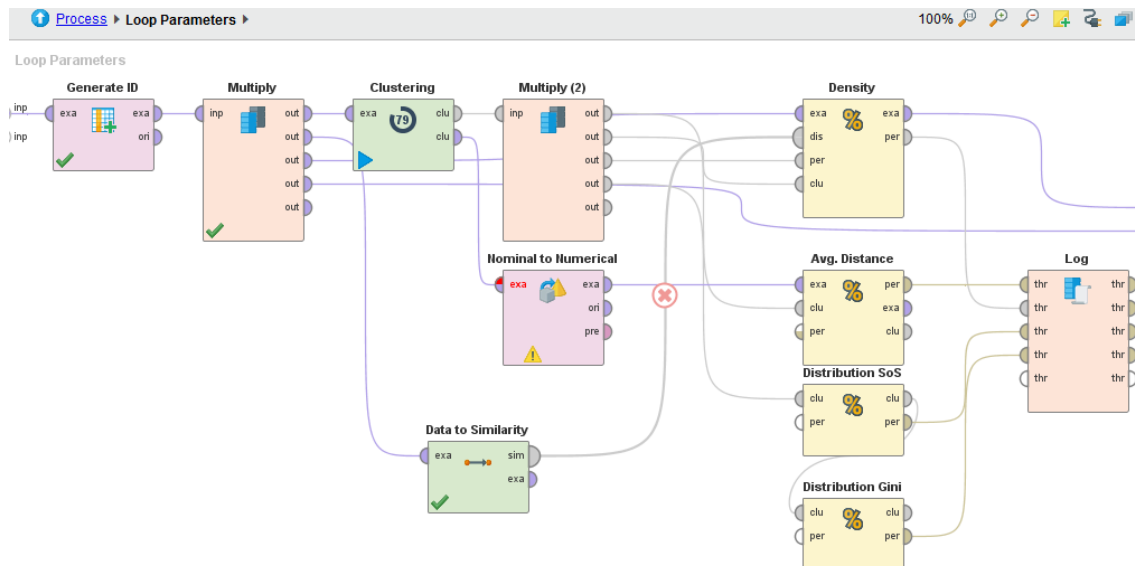 Process Loop Parameters 100%
Loop Parameters
Generate ID
inp
inp
exa exa
ori
Multiply
inp out
out
out
out
out
Clustering
exa clu
79
clu
Multiply (2)
inp out
out
out
out
out
Density
exa exa
dis per
per
clu
Nominal to Numerical
exa exa
ori
pre
Avg. Distance
exa per
clu exa
per clu
Log
thr thr
thr thr
thr thr
thr thr
thr thr
Distribution SoS
clu clu
per per
Data to Similarity
exa sim
exa
Distribution Gini
clu clu
per per